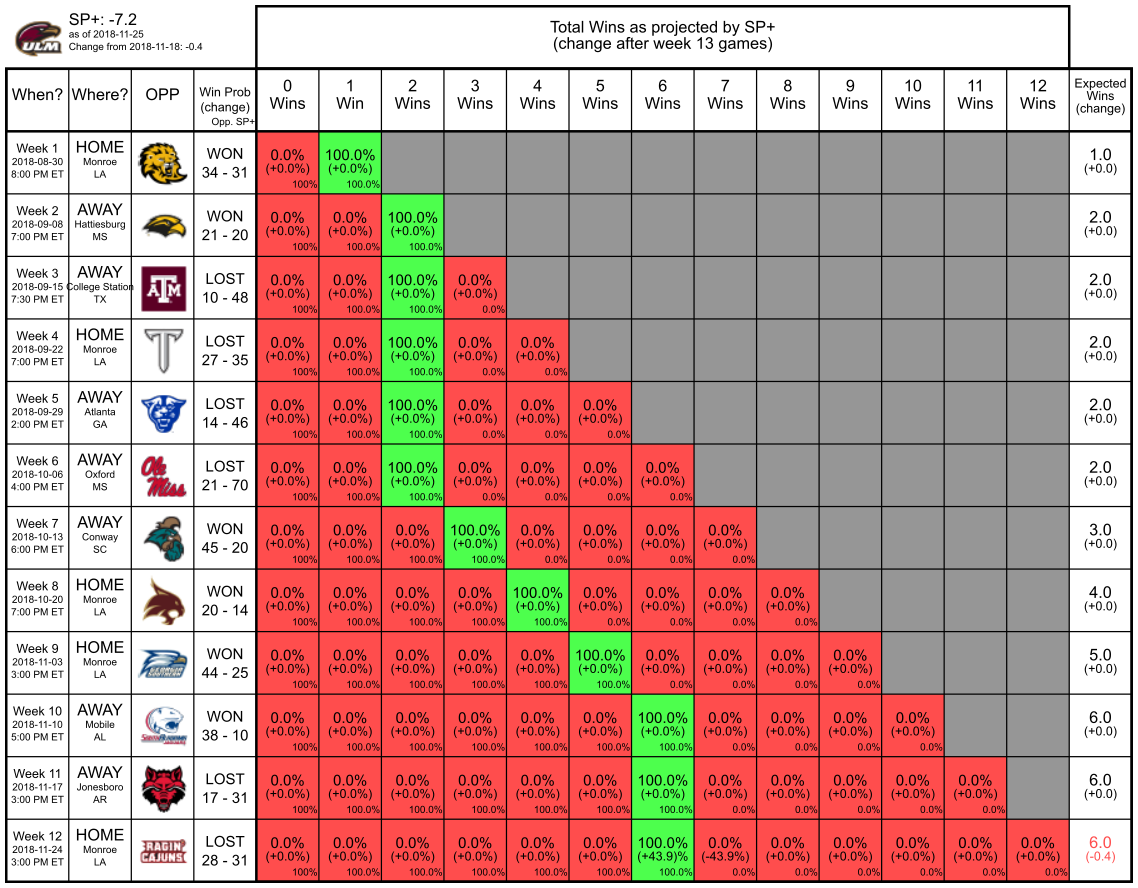 SP+: -7.2
as of 2018-11-25
Change from 2018-11-18: -0.4
ULM
Total Wins as projected by SP+
(change after week 13 games)
When? Where? OPP Win Prob (change) Opp. SP+ 0 Wins 1 Win 2 Wins 3 Wins 4 Wins 5 Wins 6 Wins 7 Wins 8 Wins 9 Wins 10 Wins 11 Wins 12 Wins Expected Wins (change)
Week 1 HOME WON 0.0% 100.0% 1.0
2018-08-30 Monroe 34 - 31 (+0.0%) (+0.0%) (+0.0)
8:00 PM ET LA 100% 100.0%
Week 2 AWAY WON 0.0% 0.0% 100.0% 2.0
2018-09-08 Hattiesburg 21 - 20 (+0.0%) (+0.0%) (+0.0%) (+0.0)
7:00 PM ET MS 100% 100.0% 100.0%
Week 3 AWAY LOST 0.0% 0.0% 100.0% 0.0% 2.0
2018-09-15 College Station ATM 10 - 48 (+0.0%) (+0.0%) (+0.0%) (+0.0%) (+0.0)
7:30 PM ET TX 100% 100.0% 100.0% 0.0%
Week 4 HOME T LOST 0.0% 0.0% 100.0% 0.0% 0.0% 2.0
2018-09-22 Monroe 27 - 35 (+0.0%) (+0.0%) (+0.0%) (+0.0%) (+0.0%) (+0.0)
7:00 PM ET LA 100% 100.0% 100.0% 0.0% 0.0%
Week 5 AWAY LOST 0.0% 0.0% 100.0% 0.0% 0.0% 0.0% 2.0
2018-09-29 Atlanta 14 - 46 (+0.0%) (+0.0%) (+0.0%) (+0.0%) (+0.0%) (+0.0%) (+0.0)
2:00 PM ET GA 100% 100.0% 100.0% 0.0% 0.0% 0.0%
Week 6 AWAY Ole Miss LOST 0.0% 0.0% 100.0% 0.0% 0.0% 0.0% 0.0% 2.0
2018-10-06 Oxford 21 - 70 (+0.0%) (+0.0%) (+0.0%) (+0.0%) (+0.0%) (+0.0%) (+0.0%) (+0.0)
4:00 PM ET MS 100% 100.0% 100.0% 0.0% 0.0% 0.0% 0.0%
Week 7 AWAY WON 0.0% 0.0% 0.0% 100.0% 0.0% 0.0% 0.0% 0.0% 3.0
2018-10-13 Conway 45 - 20 (+0.0%) (+0.0%) (+0.0%) (+0.0%) (+0.0%) (+0.0%) (+0.0%) (+0.0%) (+0.0)
6:00 PM ET SC 100% 100.0% 100.0% 100.0% 0.0% 0.0% 0.0% 0.0%
Week 8 HOME WON 0.0% 0.0% 0.0% 0.0% 100.0% 0.0% 0.0% 0.0% 0.0% 4.0
2018-10-20 Monroe 20 - 14 (+0.0%) (+0.0%) (+0.0%) (+0.0%) (+0.0%) (+0.0%) (+0.0%) (+0.0%) (+0.0%) (+0.0)
7:00 PM ET LA 100% 100.0% 100.0% 100.0% 100.0% 0.0% 0.0% 0.0% 0.0%
Week 9 HOME WON 0.0% 0.0% 0.0% 0.0% 0.0% 100.0% 0.0% 0.0% 0.0% 0.0% 5.0
2018-11-03 Monroe 44 - 25 (+0.0%) (+0.0%) (+0.0%) (+0.0%) (+0.0%) (+0.0%) (+0.0%) (+0.0%) (+0.0%) (+0.0%) (+0.0)
3:00 PM ET LA 100% 100.0% 100.0% 100.0% 100.0% 100.0% 0.0% 0.0% 0.0% 0.0%
Week 10 AWAY WON 0.0% 0.0% 0.0% 0.0% 0.0% 0.0% 100.0% 0.0% 0.0% 0.0% 0.0% 6.0
2018-11-10 Mobile 38 - 10 (+0.0%) (+0.0%) (+0.0%) (+0.0%) (+0.0%) (+0.0%) (+0.0%) (+0.0%) (+0.0%) (+0.0%) (+0.0%) (+0.0)
5:00 PM ET AL 100% 100.0% 100.0% 100.0% 100.0% 100.0% 100.0% 0.0% 0.0% 0.0% 0.0%
Week 11 AWAY LOST 0.0% 0.0% 0.0% 0.0% 0.0% 0.0% 100.0% 0.0% 0.0% 0.0% 0.0% 0.0% 6.0
2018-11-17 Jonesboro 17 - 31 (+0.0%) (+0.0%) (+0.0%) (+0.0%) (+0.0%) (+0.0%) (+0.0%) (+0.0%) (+0.0%) (+0.0%) (+0.0%) (+0.0%) (+0.0)
3:00 PM ET AR 100% 100.0% 100.0% 100.0% 100.0% 100.0% 100.0% 0.0% 0.0% 0.0% 0.0% 0.0%
Week 12 HOME RAGIN' CAJUNS LOST 0.0% 0.0% 0.0% 0.0% 0.0% 0.0% 100.0% 0.0% 0.0% 0.0% 0.0% 0.0% 0.0% 6.0
2018-11-24 Monroe 28 - 31 (+0.0%) (+0.0%) (+0.0%) (+0.0%) (+0.0%) (+0.0%) (+43.9)% (-43.9%) (+0.0%) (+0.0%) (+0.0%) (+0.0%) (+0.0%) (-0.4)
3:00 PM ET LA 100% 100.0% 100.0% 100.0% 100.0% 100.0% 100.0% 0.0% 0.0% 0.0% 0.0% 0.0% 0.0%